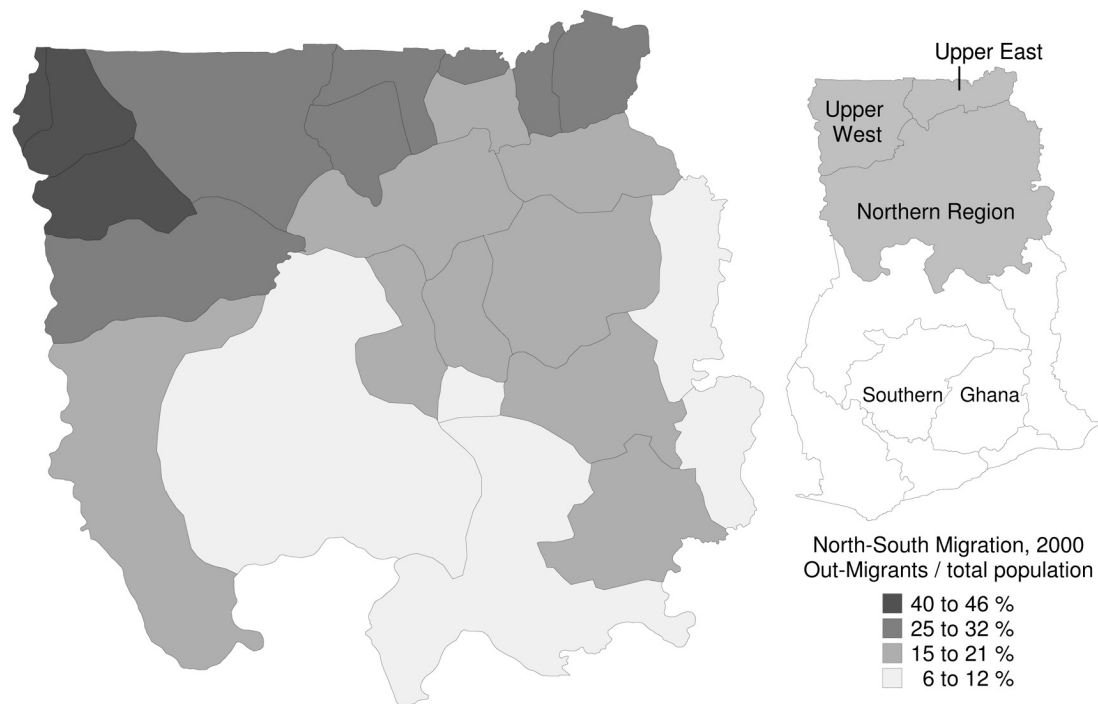 Upper East
Upper
West
Northern Region
Southern Ghana
North-South Migration, 2000
Out-Migrants / total population
40 to 46 %
25 to 32 %
15 to 21 %
6 to 12 %